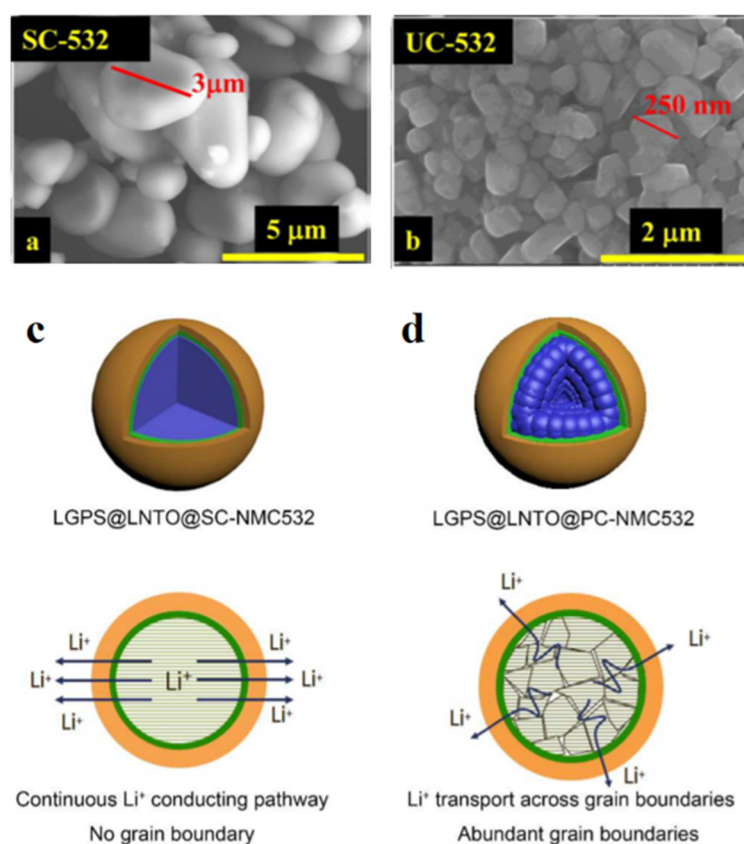 SC-532
3μm
a
5 μm
UC-532
250 nm
b
2 μm
c
d
LGPS@LNTO@SC-NMC532
LGPS@LNTO@PC-NMC532
Li⁺
Li⁺
Li⁺
Li⁺
Li⁺
Li⁺
Li⁺
Continuous Li⁺ conducting pathway
No grain boundary
Li⁺
Li⁺
Li⁺
Li⁺
Li⁺ transport across grain boundaries
Abundant grain boundaries